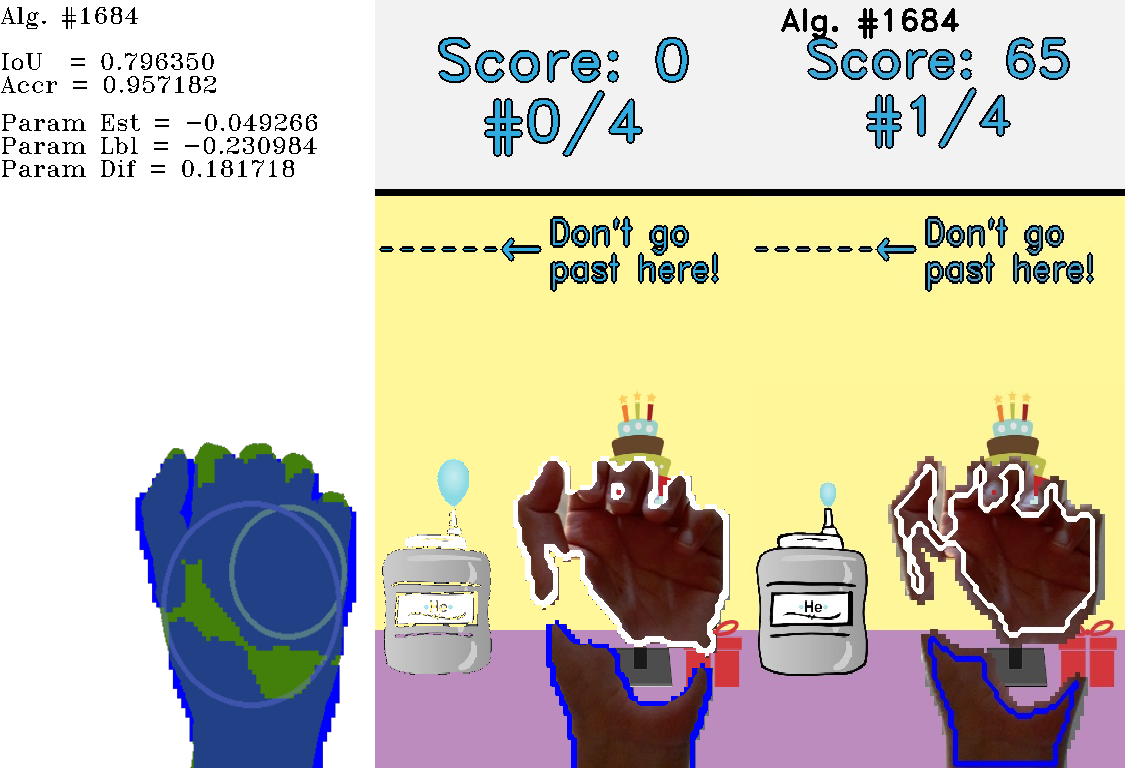 Alg. #1684
IoU = 0.796350
Accr = 0.957182
Param Est = −0.049266
Param Lbl = −0.230984
Param Dif = 0.181718
Score: 0
#0/4
Don't go
past here!
He
Alg. #1684
Score: 65
#1/4
Don't go
past here!
He